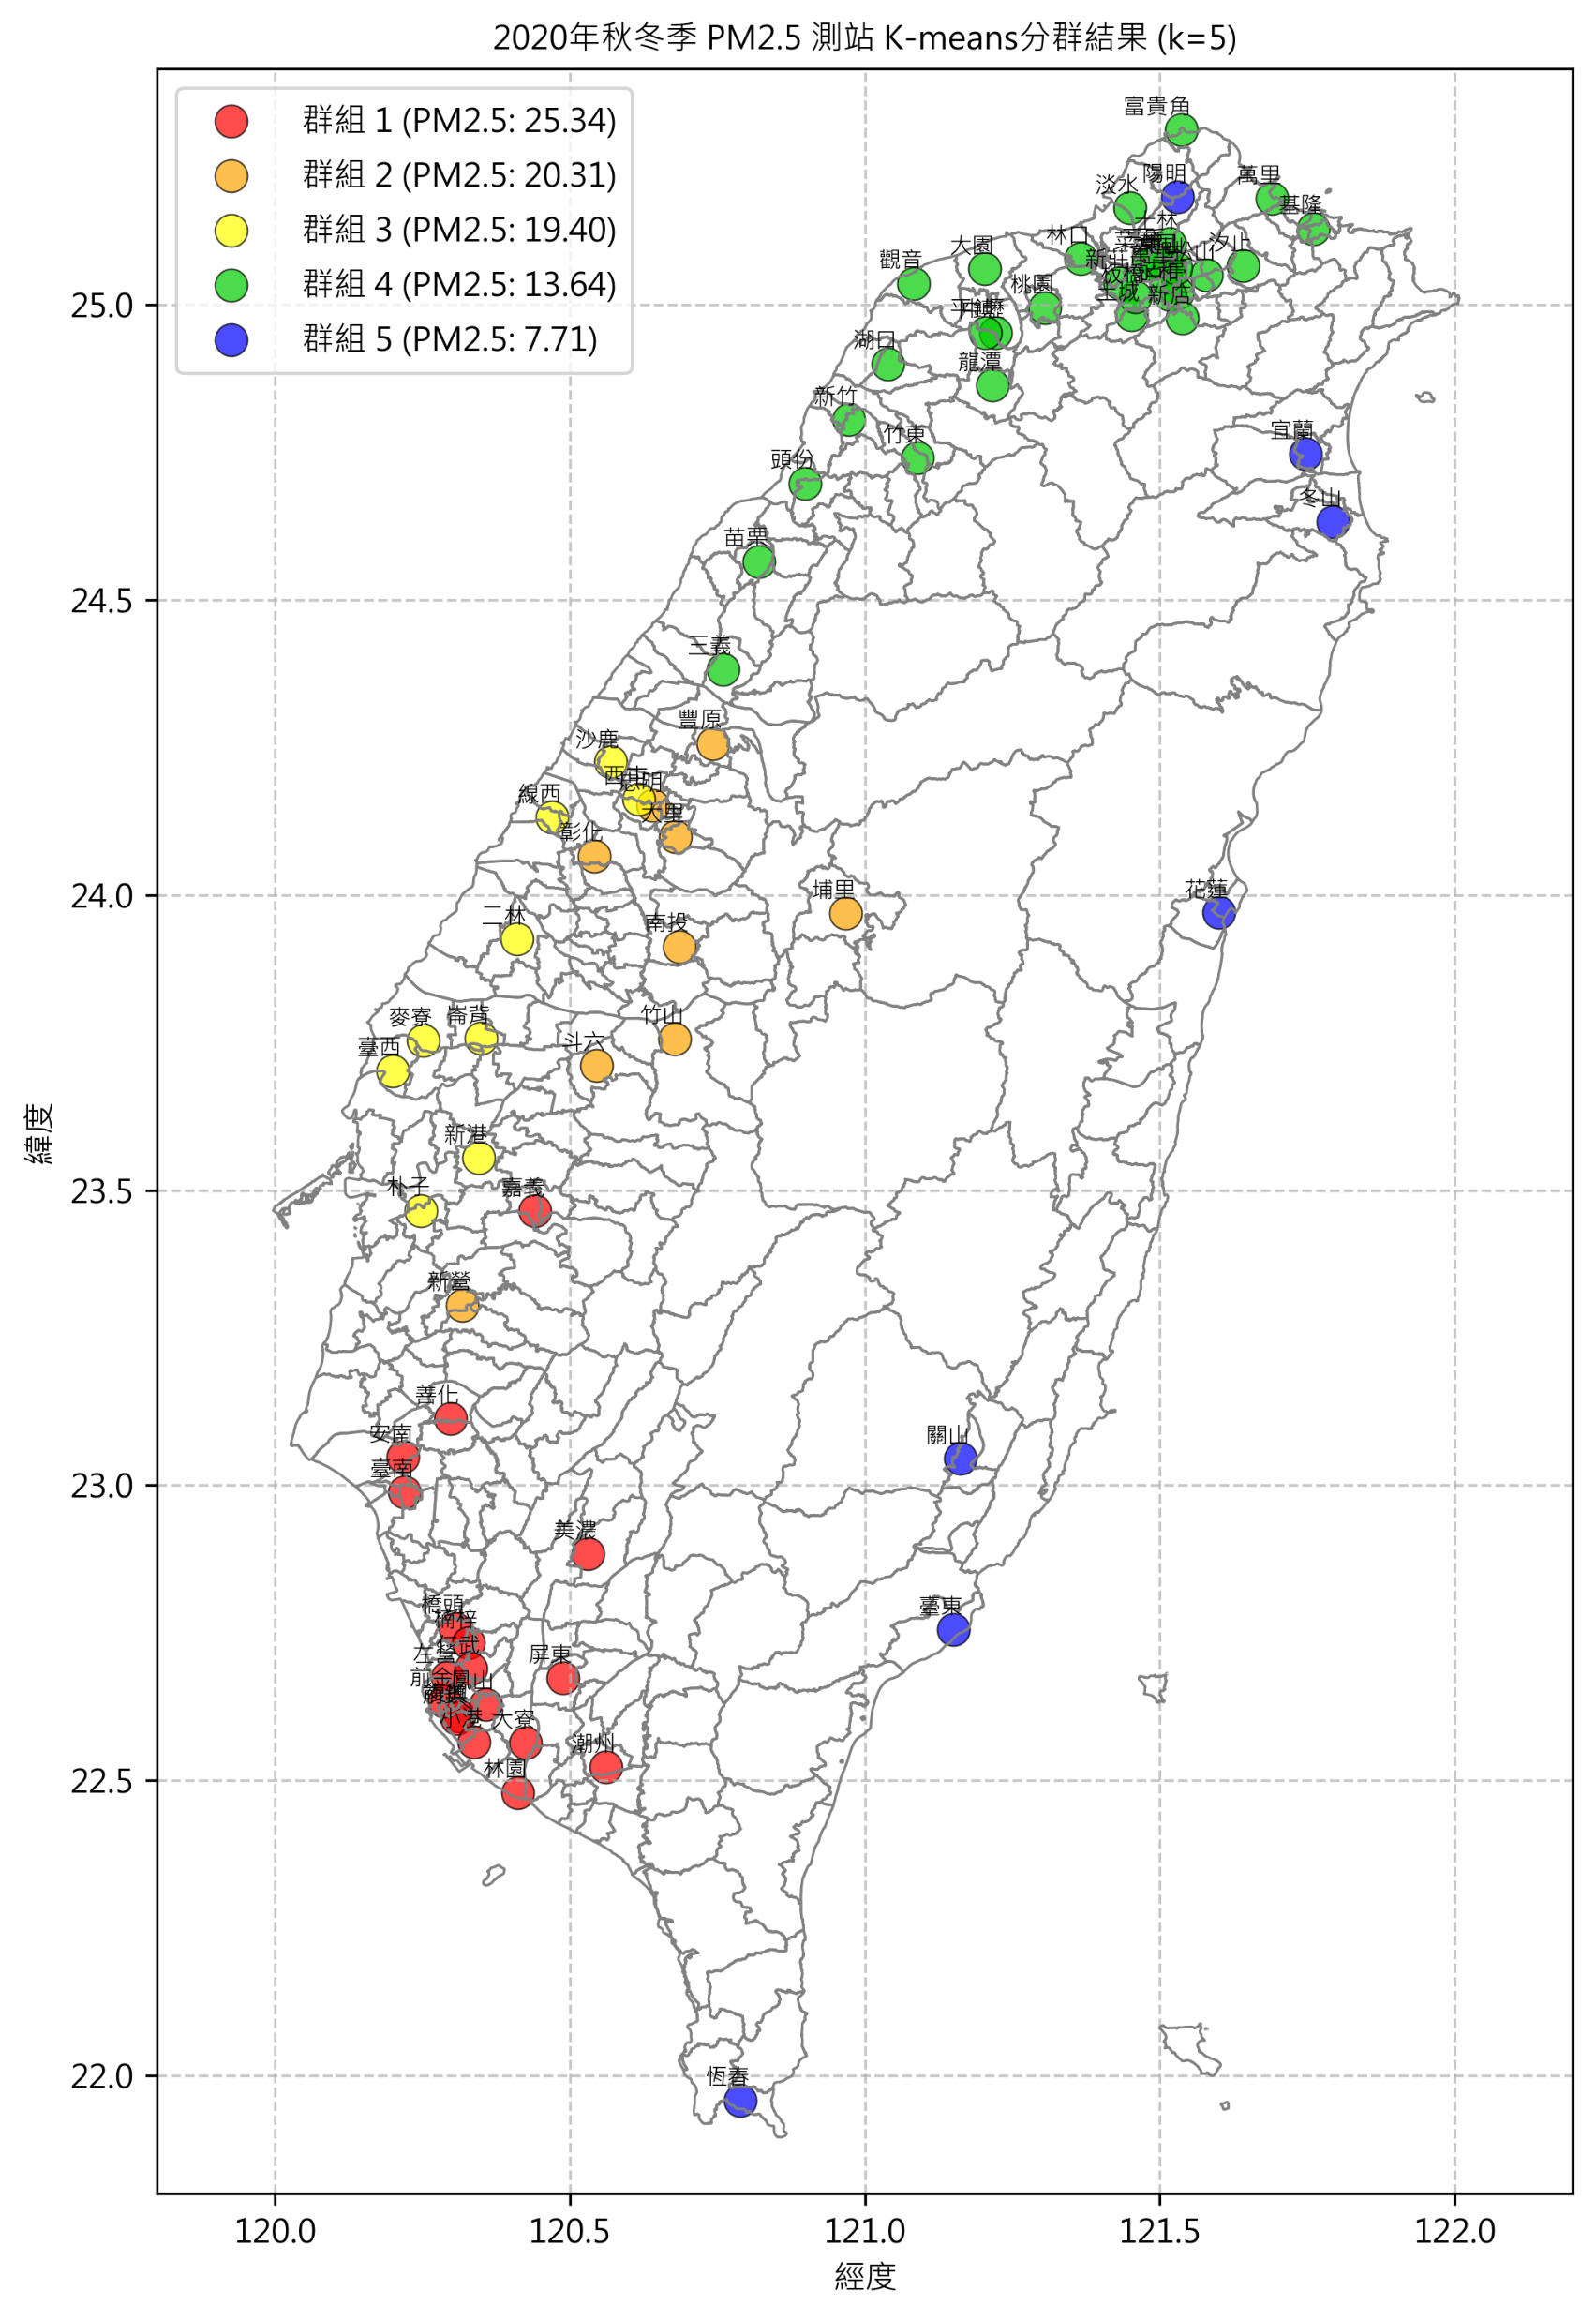 2020年秋冬季 PM2.5 測站 K-means分群結果 (k=5)
群組 1 (PM2.5: 25.34)
群組 2 (PM2.5: 20.31)
群組 3 (PM2.5: 19.40)
群組 4 (PM2.5: 13.64)
群組 5 (PM2.5: 7.71)
富貴角
陽明
萬里
淡水
基隆
士林
林口
大園
汐止
觀音
新莊
板橋
桃園
土城
新店
25.0
平鎮
湖口
龍潭
新竹
竹東
頭份
宜蘭
冬山
苗栗
24.5
三義
豐原
沙鹿
西屯
忠明
線西
大里
彰化
24.0
埔里
花蓮
二林
南投
麥寮
崙背
竹山
臺西
斗六
新港
23.5
朴子
嘉義
新營
善化
安南
關山
臺南
23.0
美濃
橋頭
楠梓
臺東
左營
屏東
前金
鳳山
小港
大寮
潮州
林園
22.5
恆春
22.0
緯度
120.0
120.5
121.0
121.5
122.0
經度